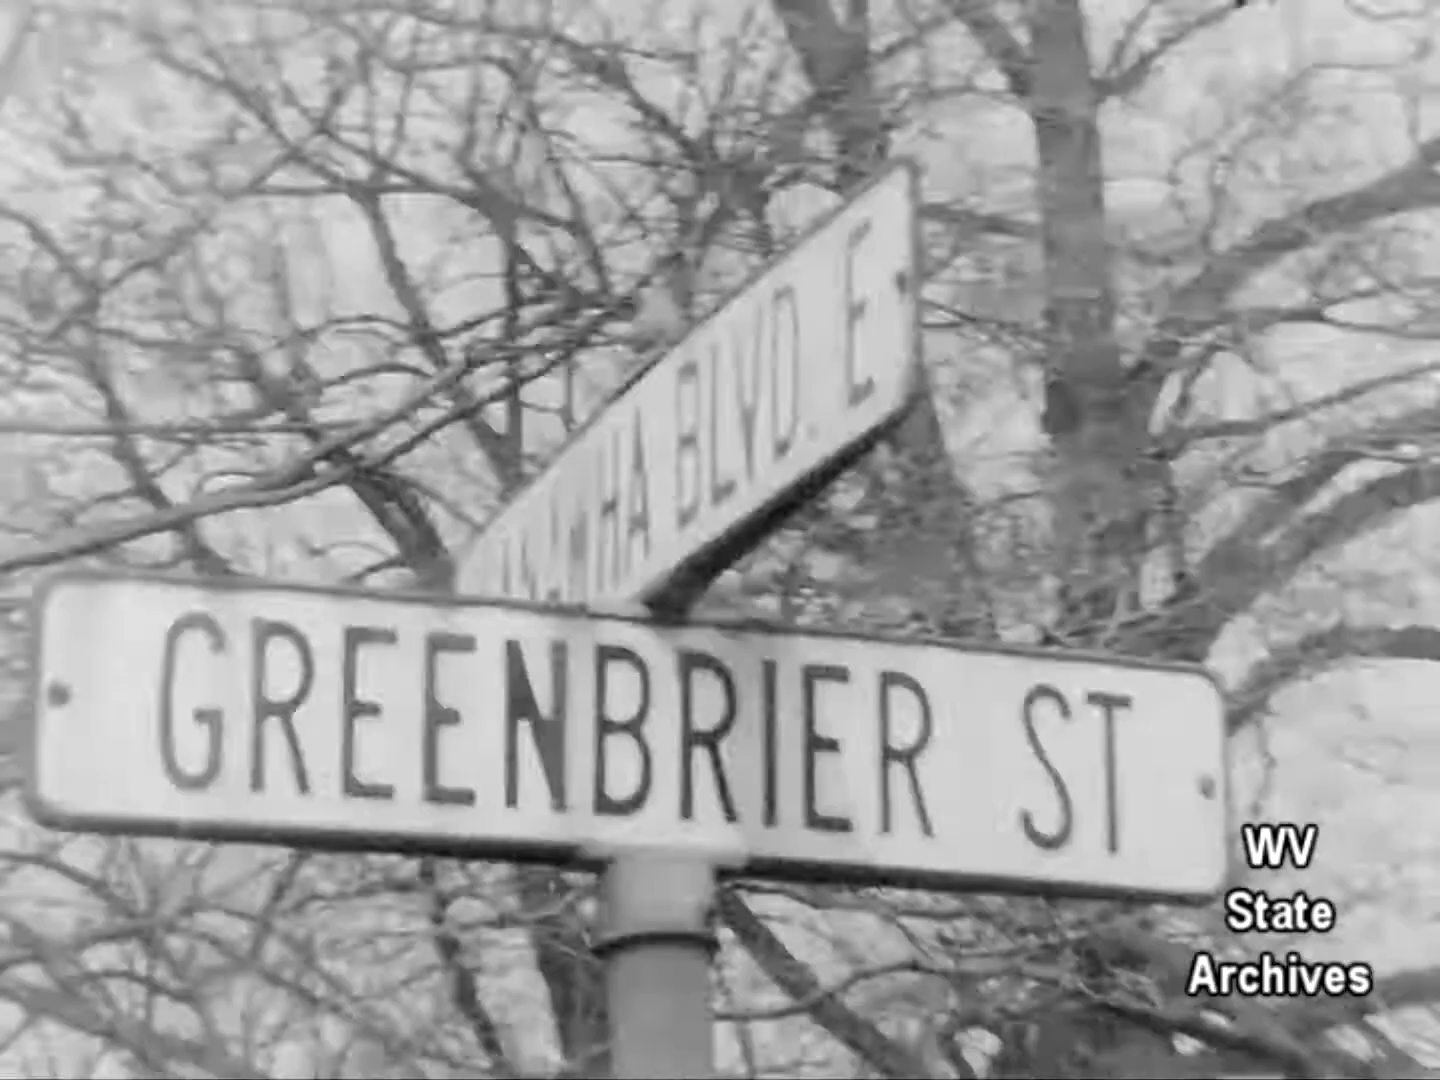 HA BLVD. E
GREENBRIER ST
WV
State
Archives